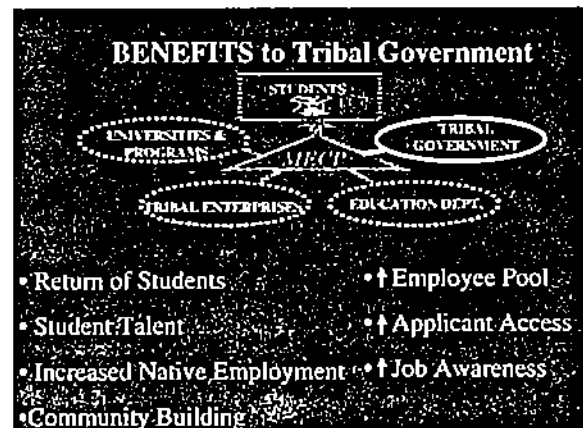 BENEFITS to Tribal Government
STUDENTS
UNIVERSITIES &
PROGRAMS
TRIBAL
GOVERNMENT
MECP
TRIBAL ENTERPRISES
EDUCATION DEPT.
• Return of Students
• Student Talent
• Increased Native Employment
• Community Building
• ↑ Employee Pool
• ↑ Applicant Access
• ↑ Job Awareness